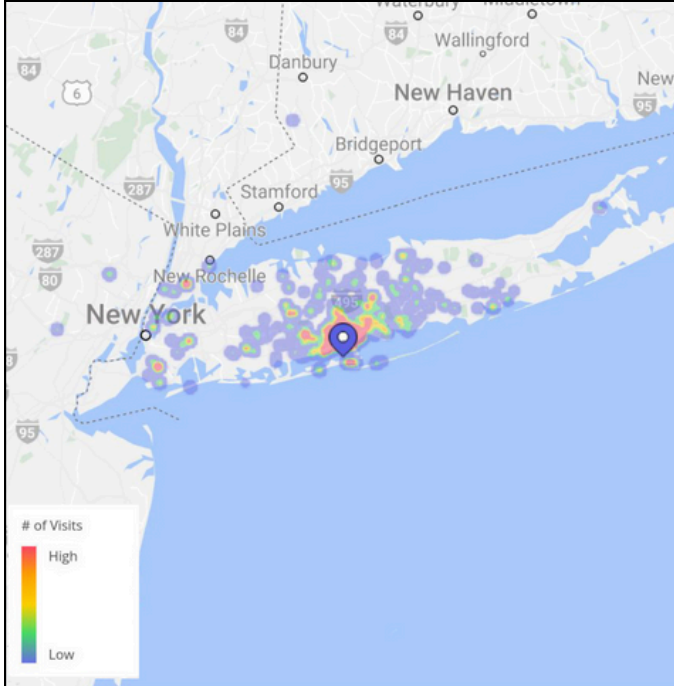 Waterbury
Middletown
84
84
Wallingford
Danbury
84
6
New Haven
New
95
Bridgeport
287
95
Stamford
White Plains
287
New Rochelle
80
495
New York
95
# of Visits
High
Low